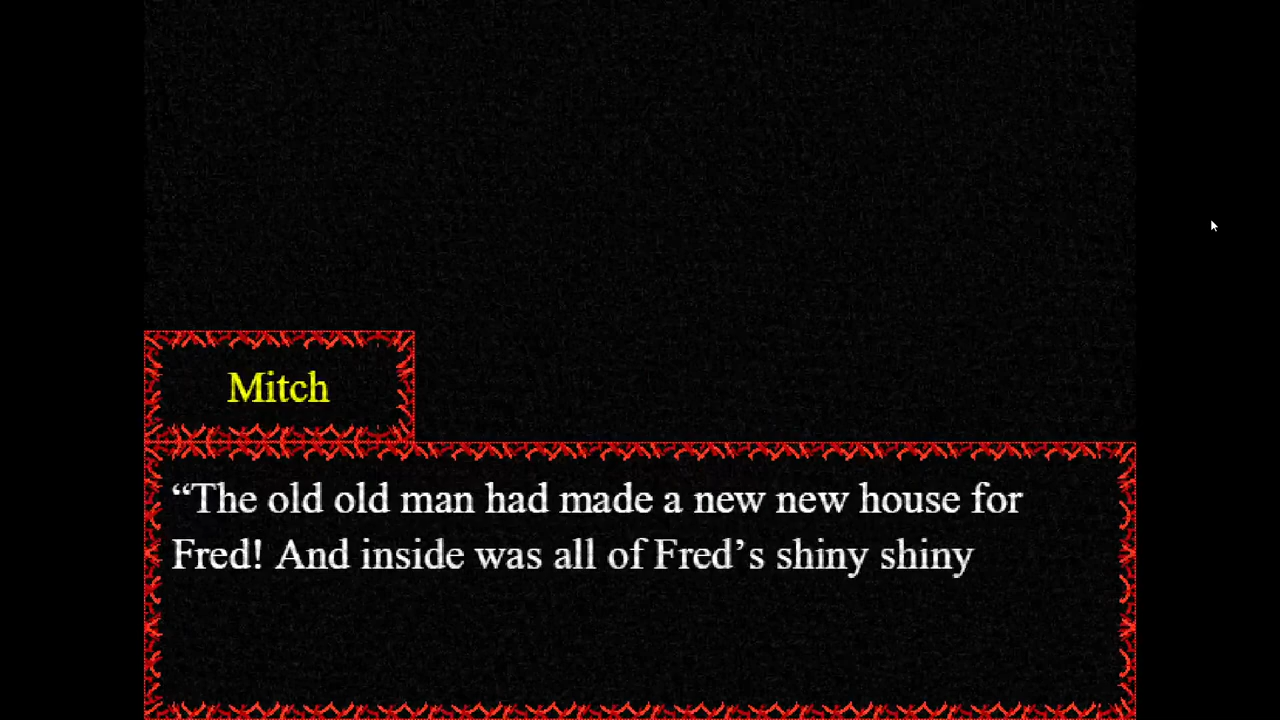 Mitch
“The old old man had made a new new house for
Fred! And inside was all of Fred’s shiny shiny